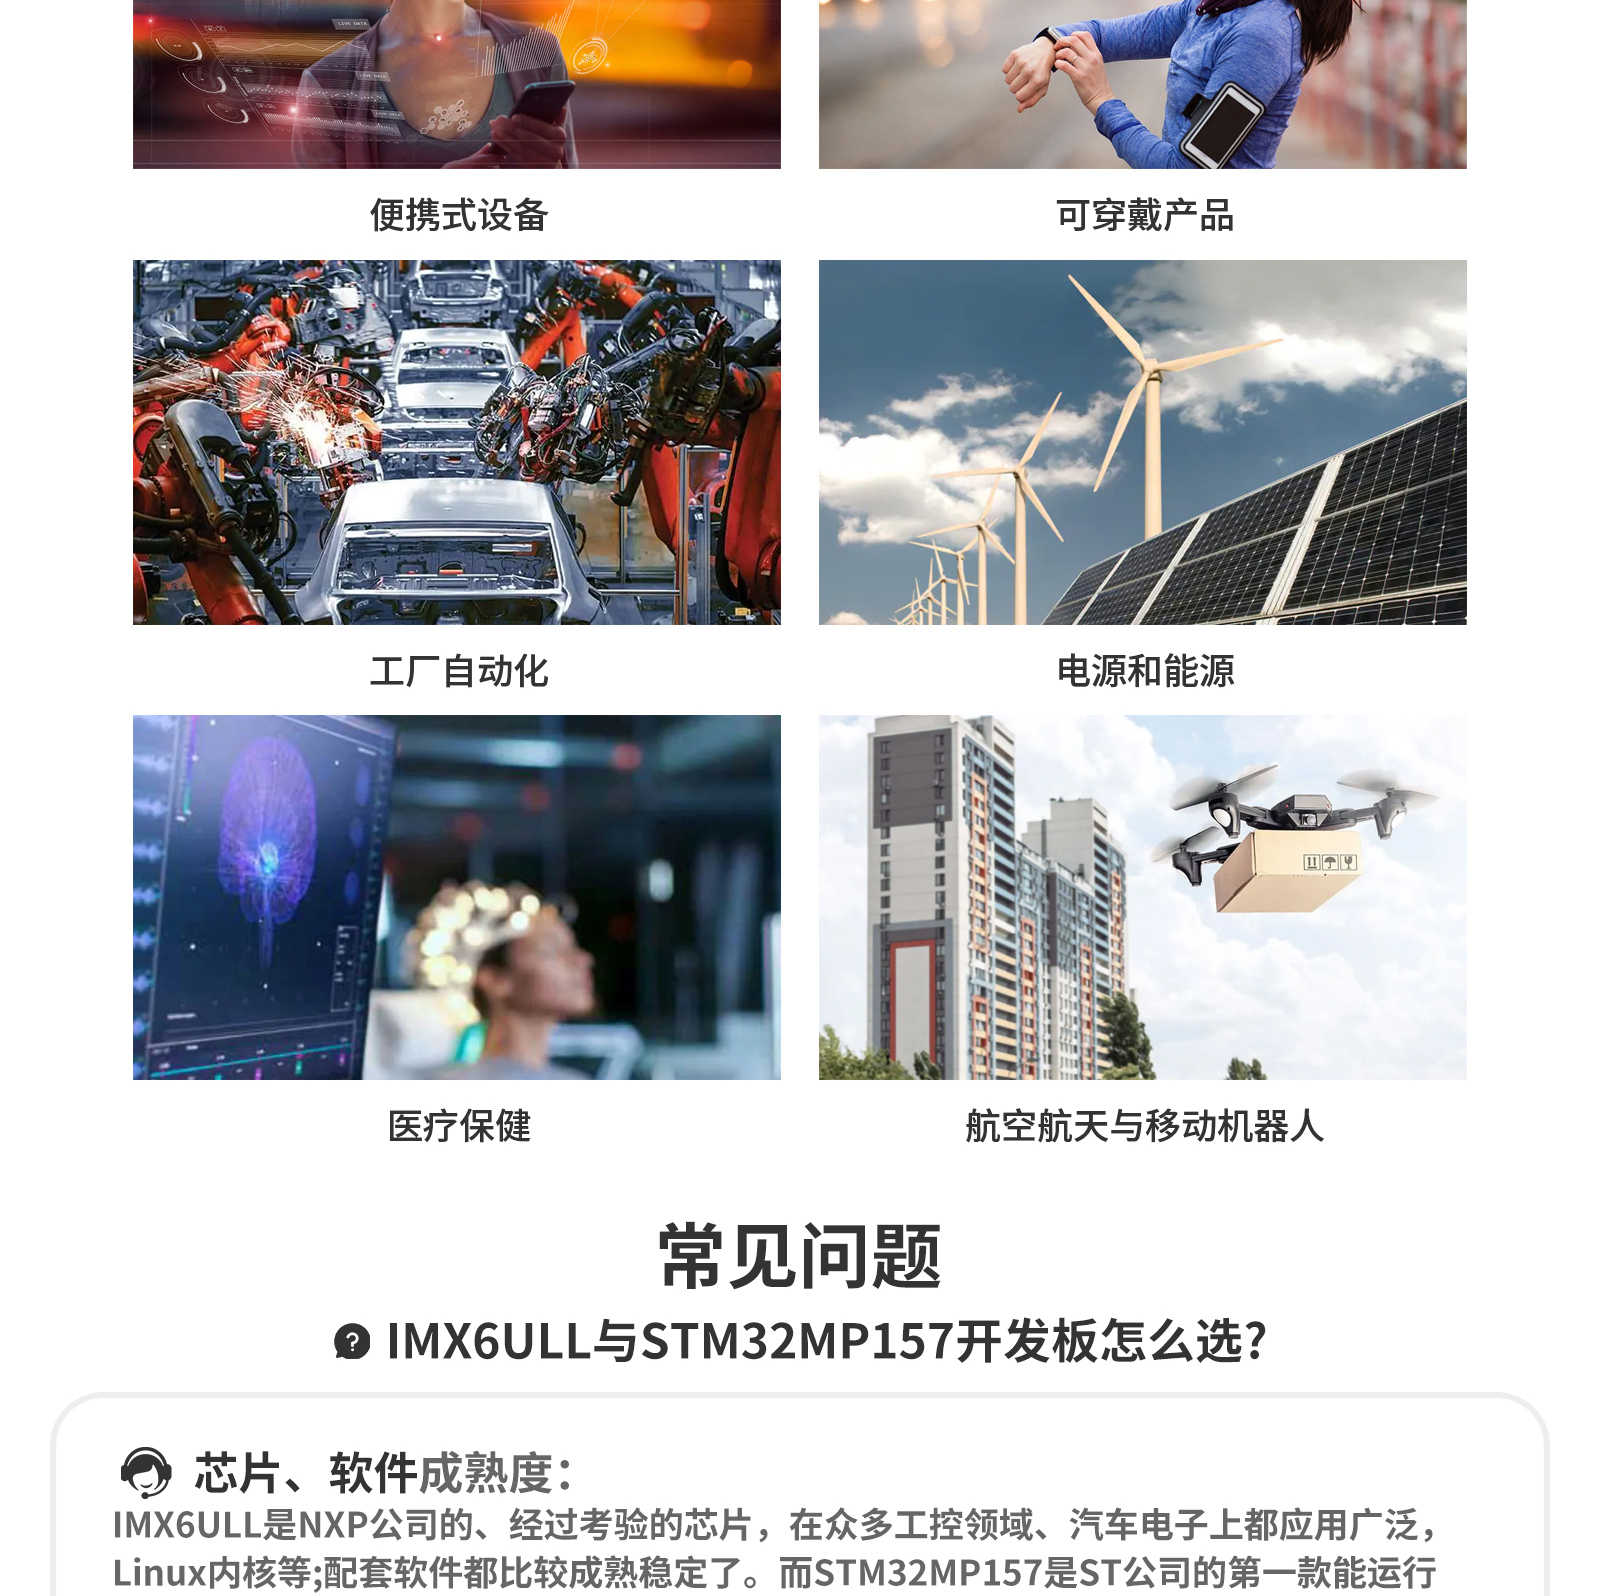 LIVE DATA
LIVE DATA
LIVE DATA
便携式设备
可穿戴产品
工厂自动化
电源和能源
医疗保健
航空航天与移动机器人
常见问题
IMX6ULL与STM32MP157开发板怎么选?
芯片、软件成熟度：
IMX6ULL是NXP公司的、经过考验的芯片，在众多工控领域、汽车电子上都应用广泛，
Linux内核等;配套软件都比较成熟稳定了。而STM32MP157是ST公司的第一款能运行